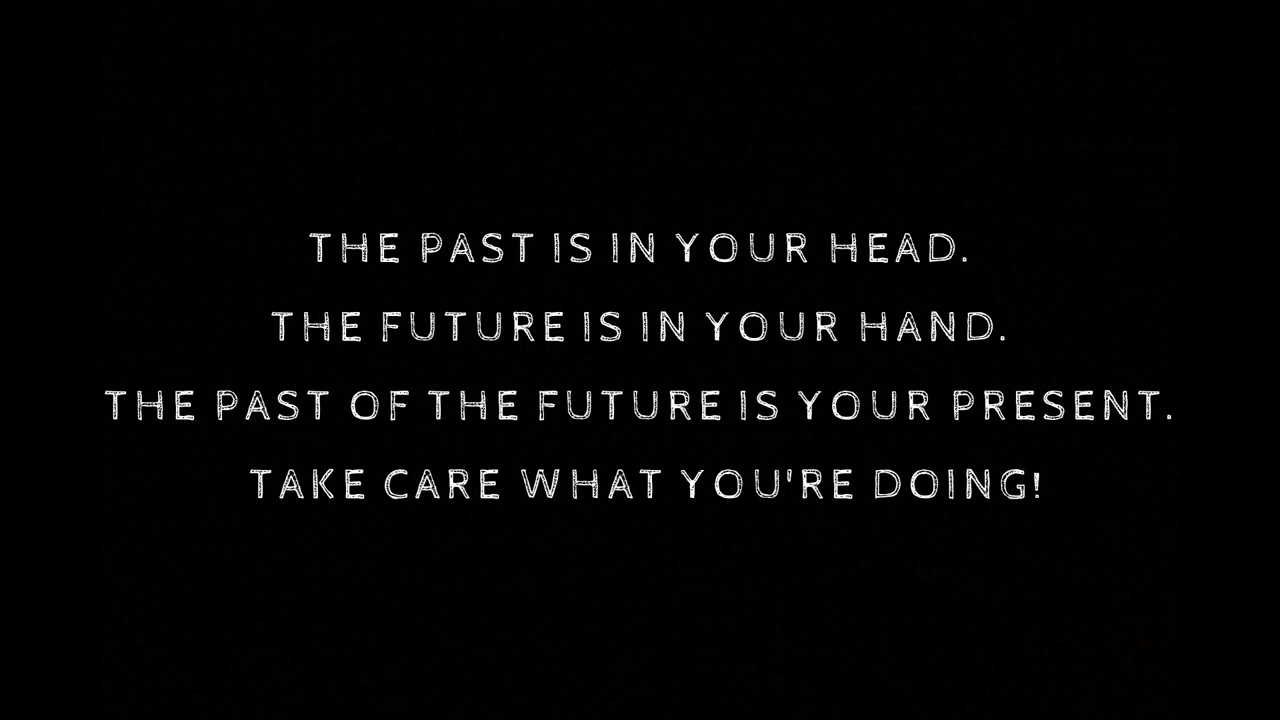 THE PAST IS IN YOUR HEAD.
THE FUTURE IS IN YOUR HAND.
THE PAST OF THE FUTURE IS YOUR PRESENT.
TAKE CARE WHAT YOU'RE DOING!